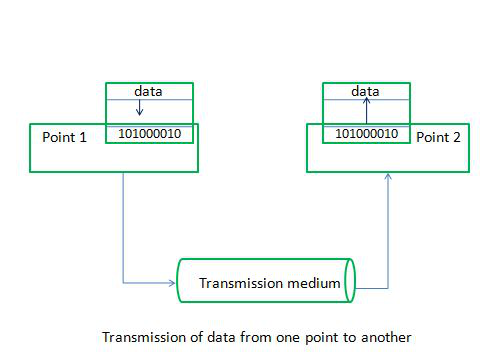 data
data
Point 1
101000010
101000010
Point 2
Transmission medium
Transmission of data from one point to another